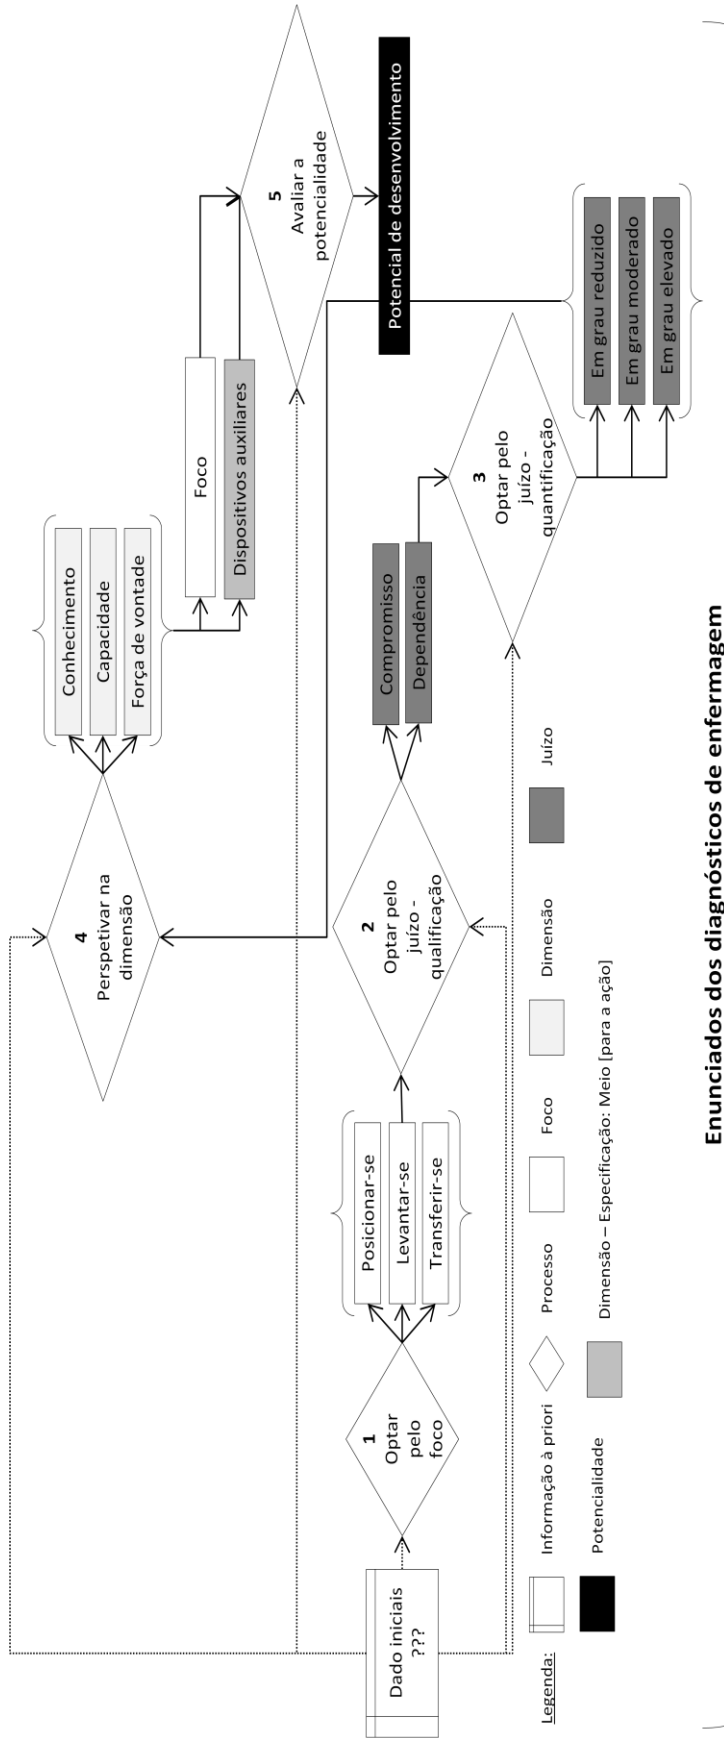 Dado iniciais
???
1
Optar
pelo
foco
Posicionar-se
Levantar-se
Transferir-se
2
Optar pelo
juízo -
qualificação
Compromisso
Dependência
3
Optar pelo
juízo -
quantificação
Em grau reduzido
Em grau moderado
Em grau elevado
4
Perspetivar na
dimensão
Conhecimento
Capacidade
Força de vontade
Foco
Dispositivos auxiliares
5
Avaliar a
potencialidade
Potencial de desenvolvimento
Legenda:
Informação à priori
Processo
Foco
Dimensão
Juízo
Potencialidade
Dimensão – Especificação: Meio [para a ação]
Enunciados dos diagnósticos de enfermagem